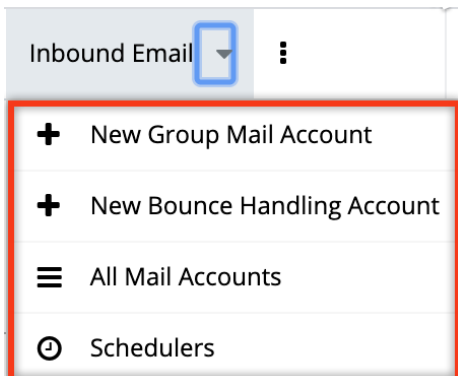 Inbound Email
New Group Mail Account
New Bounce Handling Account
All Mail Accounts
Schedulers